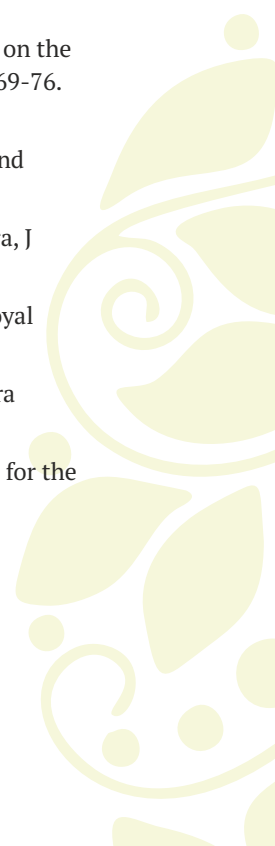 on the
69-76.
nd
a, J
oyal
ra
for the